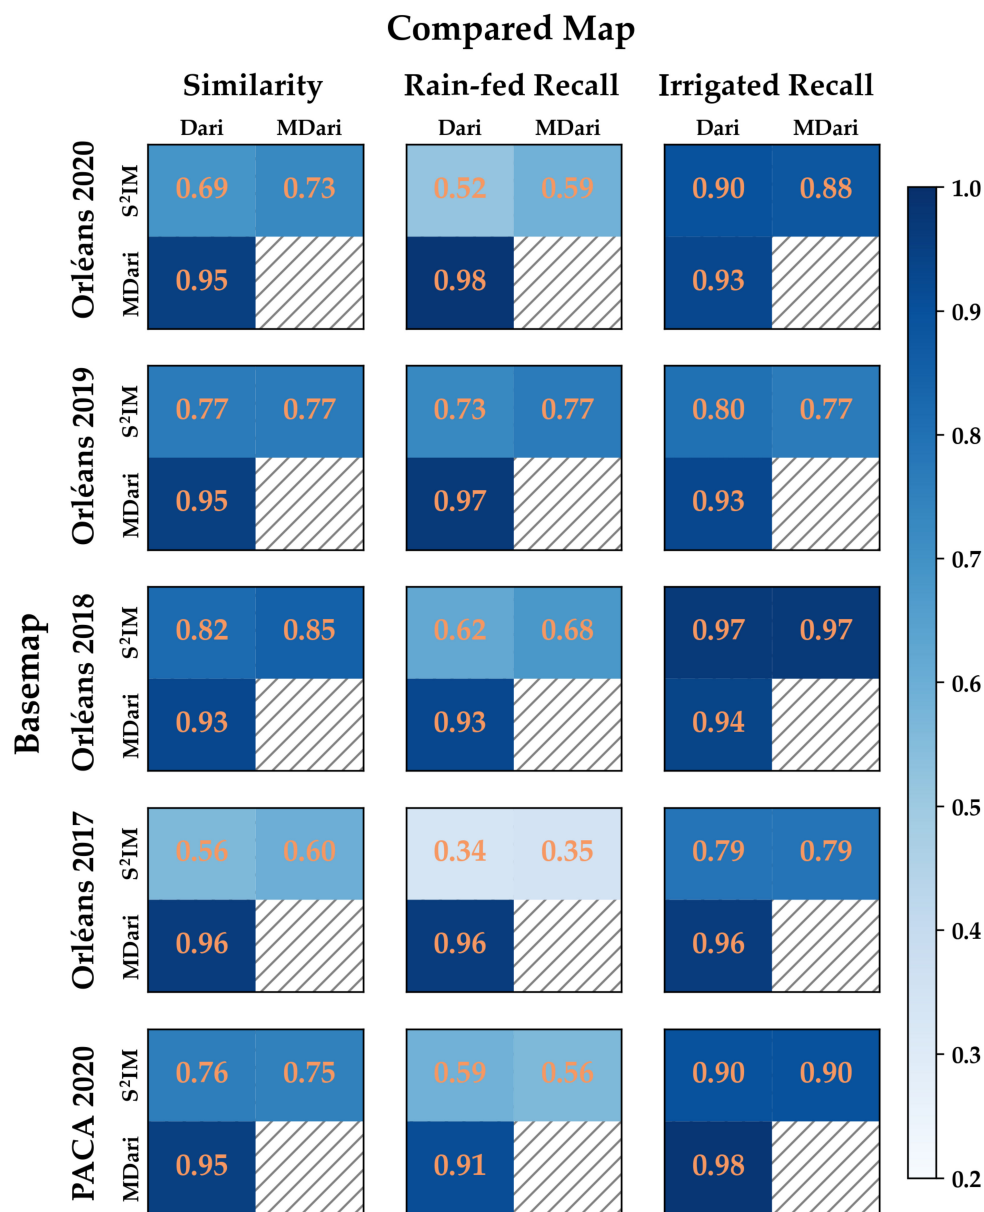 Compared Map
Similarity Rain-fed Recall Irrigated Recall
Dari MDari Dari MDari Dari MDari
Basemap
Orléans 2020
S²IM 0.69 0.73 0.52 0.59 0.90 0.88
MDari 0.95 0.98 0.93
Orléans 2019
S²IM 0.77 0.77 0.73 0.77 0.80 0.77
MDari 0.95 0.97 0.93
Orléans 2018
S²IM 0.82 0.85 0.62 0.68 0.97 0.97
MDari 0.93 0.93 0.94
Orléans 2017
S²IM 0.56 0.60 0.34 0.35 0.79 0.79
MDari 0.96 0.96 0.96
PACA 2020
S²IM 0.76 0.75 0.59 0.56 0.90 0.90
MDari 0.95 0.91 0.98
1.0
0.9
0.8
0.7
0.6
0.5
0.4
0.3
0.2